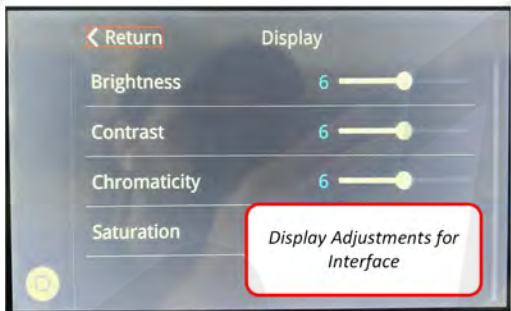 Return Display
Brightness 6
Contrast 6
Chromaticity 6
Saturation
Display Adjustments for
Interface